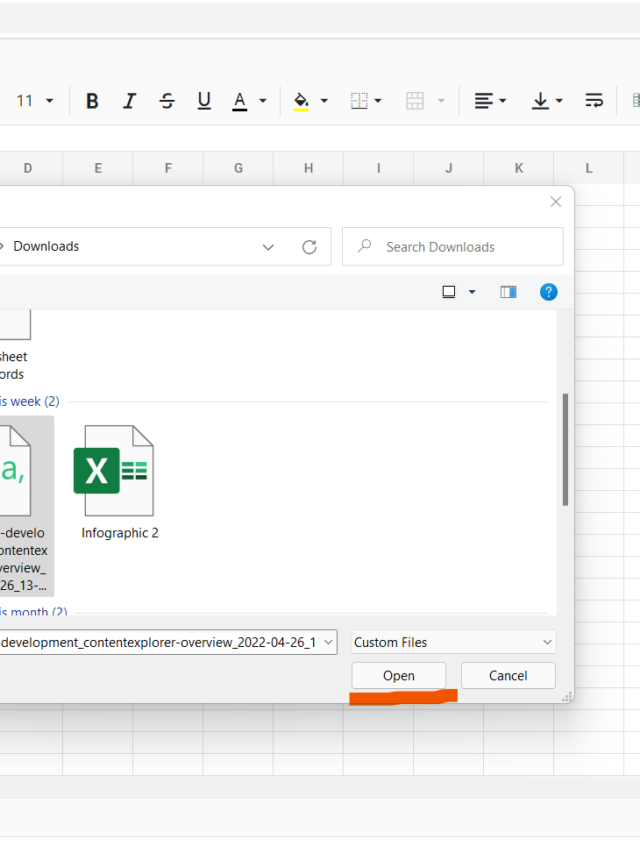 11 B I S U A
D E F G H I J K L
Downloads
Search Downloads
?
sheet
ords
is week (2)
a,
X
-develo
ontentex
verview_
26_13-...
Infographic 2
is month (2)
development_contentexplorer-overview_2022-04-26_1
Custom Files
Open Cancel